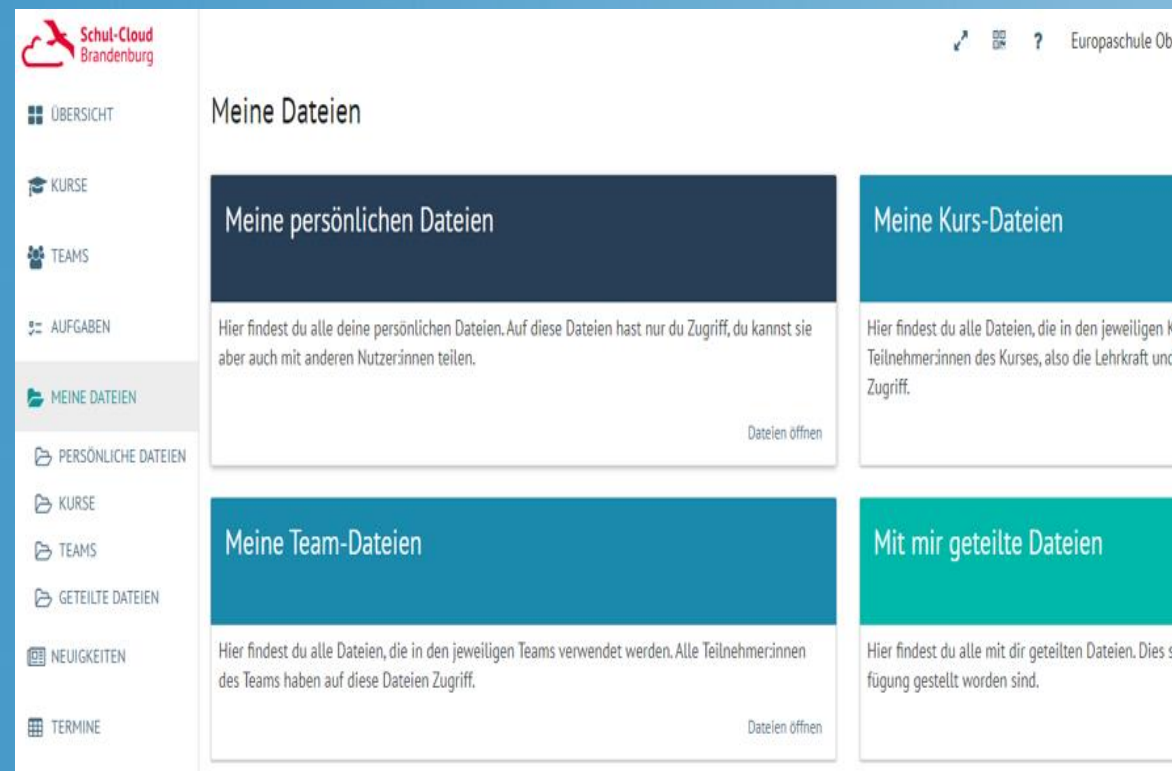 Schul-Cloud
Brandenburg
? Europaschule
ÜBERSICHT
KURSE
TEAMS
AUFGABEN
MEINE DATEIEN
PERSÖNLICHE DATEIEN
KURSE
TEAMS
GETEILTE DATEIEN
NEUIGKEITEN
TERMINE
Meine Dateien
Meine persönlichen Dateien
Hier findest du alle deine persönlichen Dateien. Auf diese Dateien hast nur du Zugriff, du kannst sie
aber auch mit anderen Nutzer:innen teilen.
Dateien öffnen
Meine Kurs-Dateien
Hier findest du alle Dateien, die in den jeweiligen
Teilnehmer:innen des Kurses, also die Lehrkraft und
Zugriff.
Meine Team-Dateien
Hier findest du alle Dateien, die in den jeweiligen Teams verwendet werden. Alle Teilnehmer:innen
des Teams haben auf diese Dateien Zugriff.
Dateien öffnen
Mit mir geteilte Dateien
Hier findest du alle mit dir geteilten Dateien. Dies
fügung gestellt worden sind.